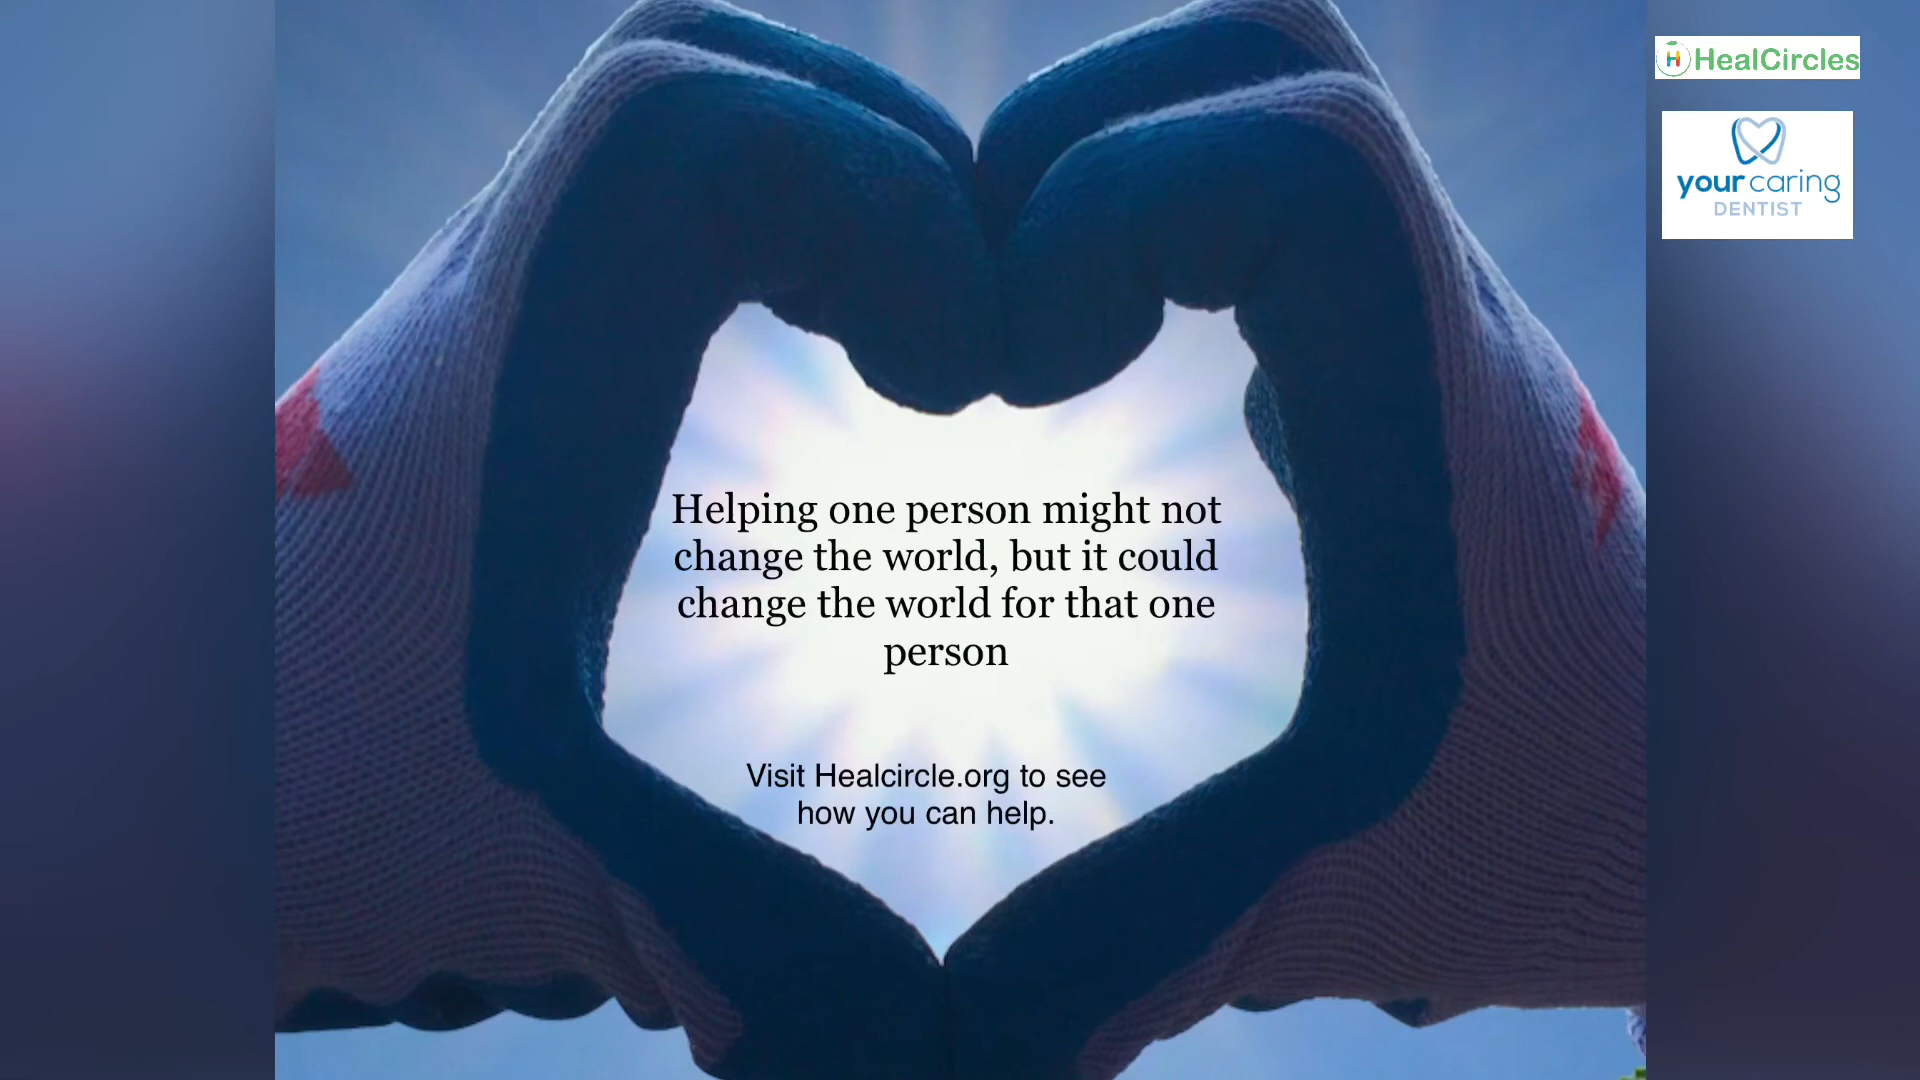 HealCircles
your caring
DENTIST
Helping one person might not
change the world, but it could
change the world for that one
person
Visit Healcircle.org to see
how you can help.